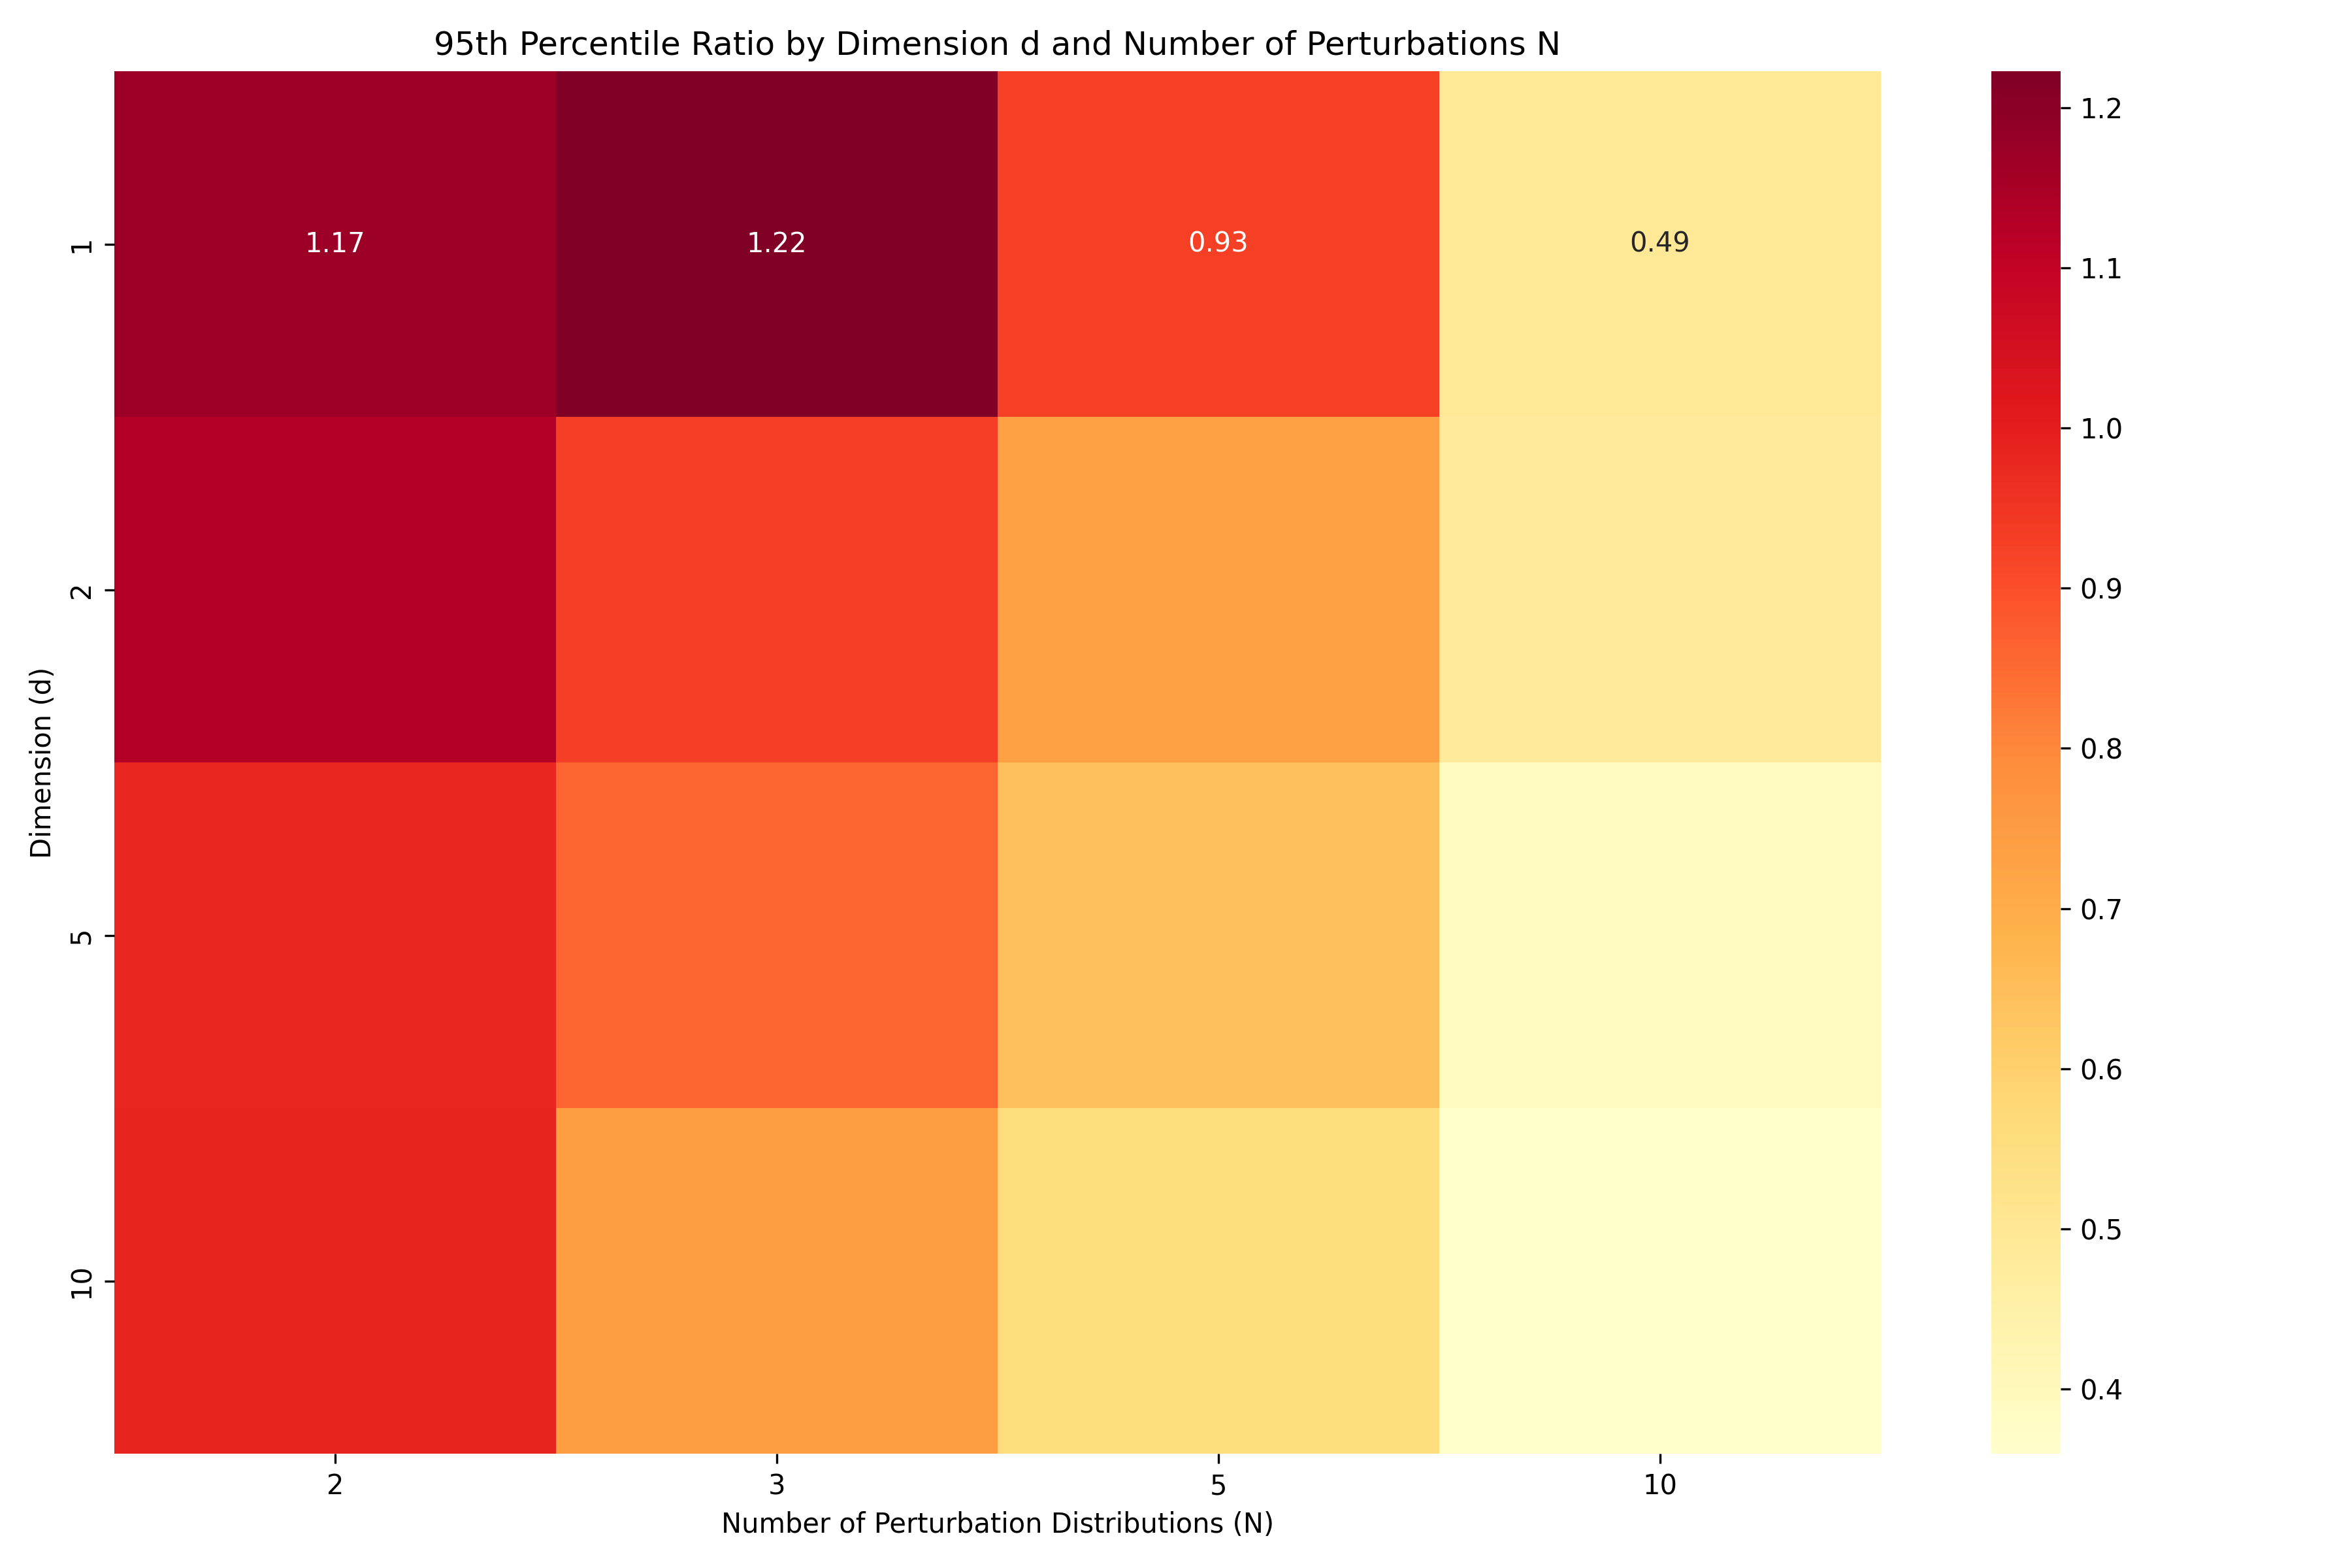 95th Percentile Ratio by Dimension d and Number of Perturbations N
1.17 1.22 0.93 0.49
1
2
5
10
Dimension (d)
2 3 5 10
Number of Perturbation Distributions (N)
1.2
1.1
1.0
0.9
0.8
0.7
0.6
0.5
0.4